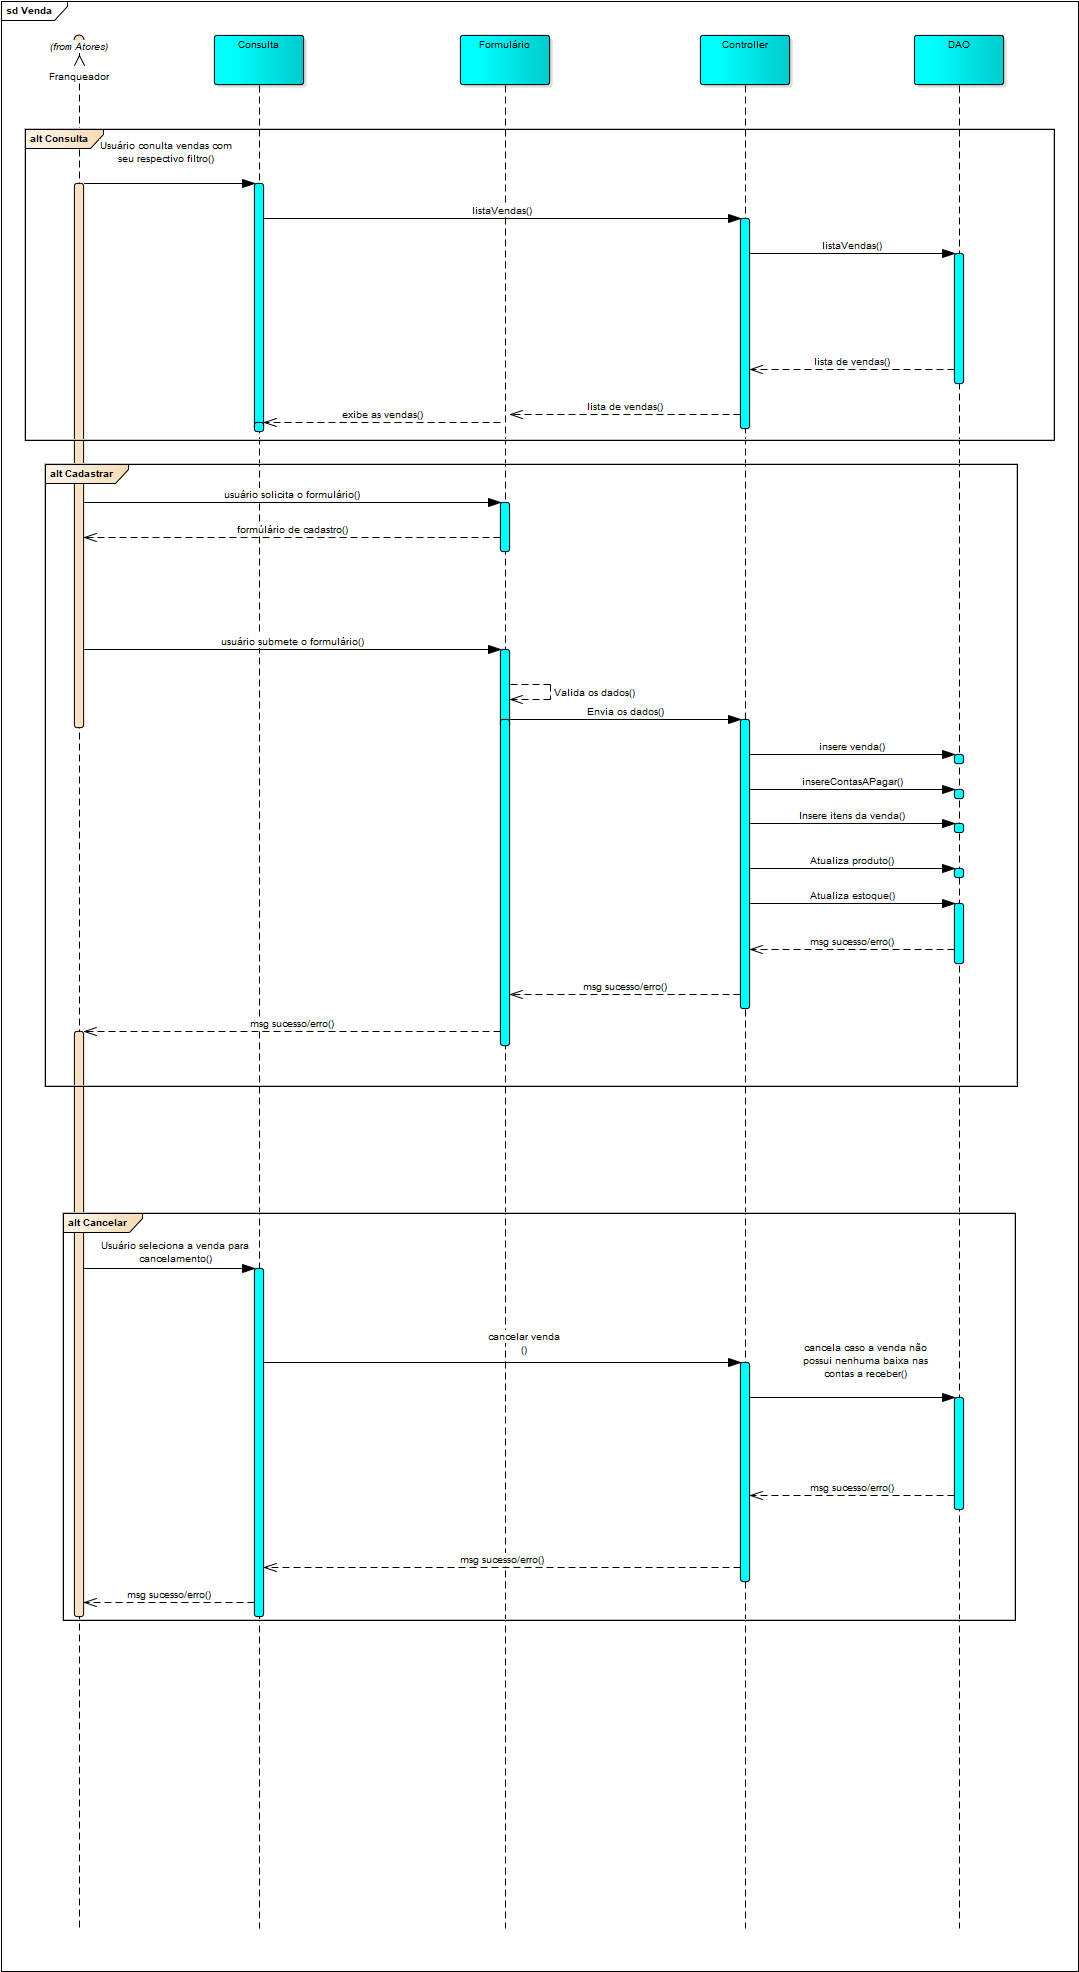 sd Venda
(from Atores)
Franqueador
Consulta
Formulário
Controller
DAO
alt Consulta
Usuário conulta vendas com
seu respectivo filtro()
listaVendas()
listaVendas()
lista de vendas()
lista de vendas()
exibe as vendas()
alt Cadastrar
usuário solicita o formulário()
formúlário de cadastro()
usuário submete o formulário()
Valida os dados()
Envia os dados()
insere venda()
insereContasAPagar()
Insere itens da venda()
Atualiza produto()
Atualiza estoque()
msg sucesso/erro()
msg sucesso/erro()
msg sucesso/erro()
alt Cancelar
Usuário seleciona a venda para
cancelamento()
cancelar venda
()
cancela caso a venda não
possui nenhuma baixa nas
contas a receber()
msg sucesso/erro()
msg sucesso/erro()
msg sucesso/erro()